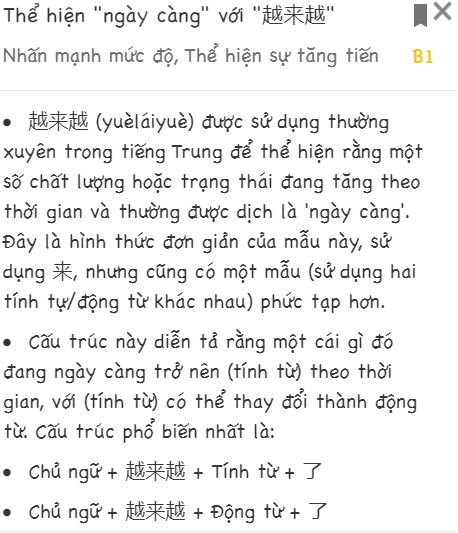 Thể hiện "ngày càng" với "越来越"
Nhấn mạnh mức độ, Thể hiện sự tăng tiến B1
• 越来越 (yuèláiyuè) được sử dụng thường
xuyên trong tiếng Trung để thể hiện rằng một
số chất lượng hoặc trạng thái đang tăng theo
thời gian và thường được dịch là 'ngày càng'.
Đây là hình thức đơn giản của mẫu này, sử
dụng 来, nhưng cũng có một mẫu (sử dụng hai
tính tự/động từ khác nhau) phức tạp hơn.
• Cấu trúc này diễn tả rằng một cái gì đó
đang ngày càng trở nên (tính từ) theo thời
gian, với (tính từ) có thể thay đổi thành động
từ. Cấu trúc phổ biến nhất là:
• Chủ ngữ + 越来越 + Tính từ + 了
• Chủ ngữ + 越来越 + Động từ + 了